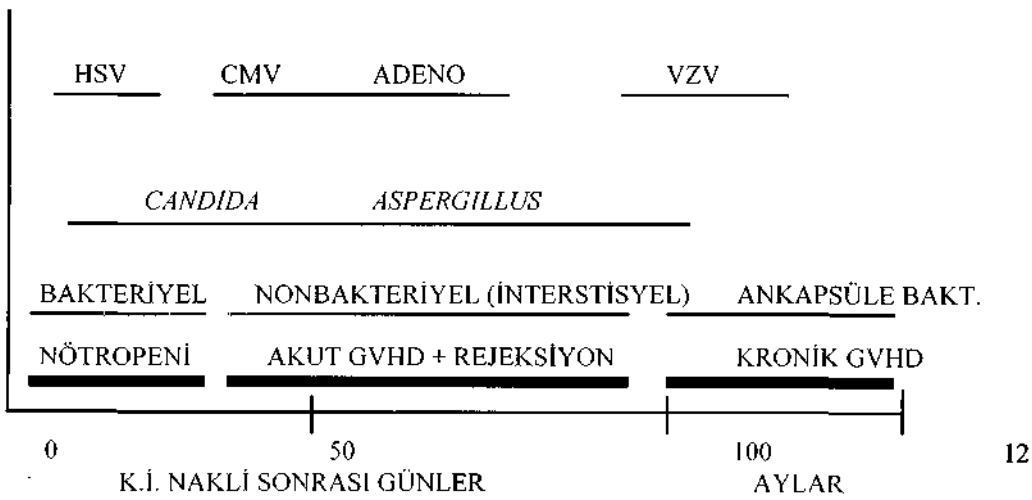 HSV CMV ADENO VZV
CANDIDA ASPERGILLUS
BAKTERİYEL NONBAKTERİYEL (İNTERSTİSYEL) ANKAPSÜLE BAKT.
NÖTROPENİ AKUT GVHD + REJEKSİYON KRONİK GVHD
0 50 100 12
K.İ. NAKLİ SONRASI GÜNLER AYLAR